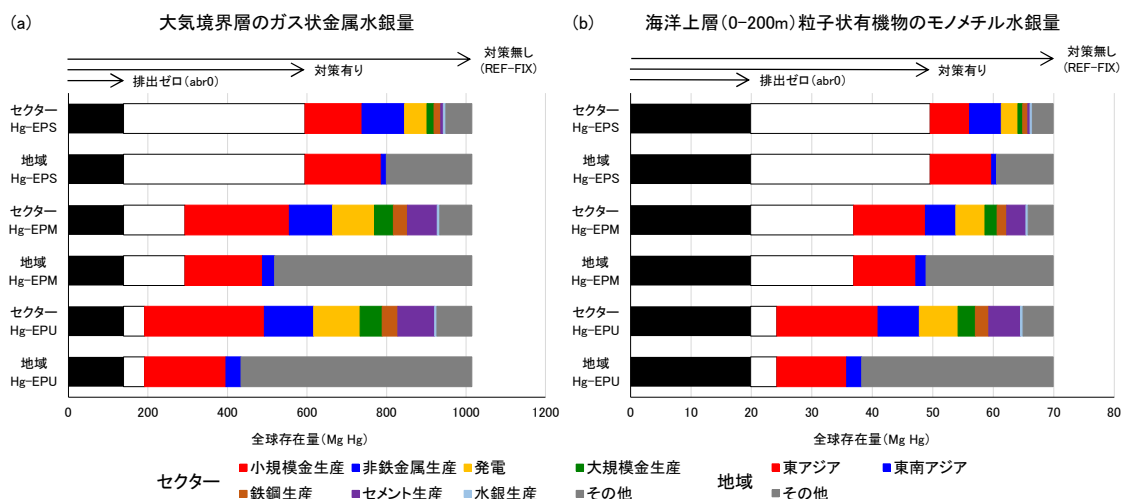 (a)
大気境界層のガス状金属水銀量
対策無し
(REF-FIX)
対策有り
排出ゼロ(abr0)
セクター
Hg-EPS
地域
Hg-EPS
セクター
Hg-EPM
地域
Hg-EPM
セクター
Hg-EPU
地域
Hg-EPU
0 200 400 600 800 1000 1200
全球存在量(Mg Hg)
(b)
海洋上層(0-200m)粒子状有機物のモノメチル水銀量
対策無し
(REF-FIX)
対策有り
排出ゼロ(abr0)
セクター
Hg-EPS
地域
Hg-EPS
セクター
Hg-EPM
地域
Hg-EPM
セクター
Hg-EPU
地域
Hg-EPU
0 10 20 30 40 50 60 70 80
全球存在量(Mg Hg)
セクター
小規模金生産 非鉄金属生産 発電 大規模金生産
鉄鋼生産 セメント生産 水銀生産 その他
地域
東アジア 東南アジア
その他